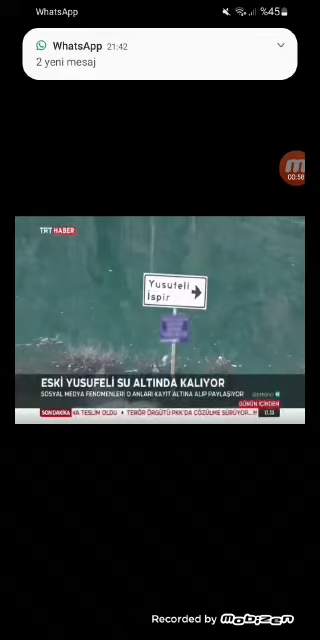 WhatsApp
%45
WhatsApp 21:42
2 yeni mesaj
00:58
TRT HABER
Yusufeli
İspir
ESKİ YUSUFELİ SU ALTINDA KALIYOR
SOSYAL MEDYA FENOMENLERİ O ANLARI KAYIT ALTINA ALIP PAYLAŞIYOR
GÜNÜN İÇİNDEN
SON DAKİKA 4A TESLİM OLDU • TERÖR ÖRGÜTÜ PKK'DA ÇÖZÜLME SÜRÜYOR...
Recorded by mobizen